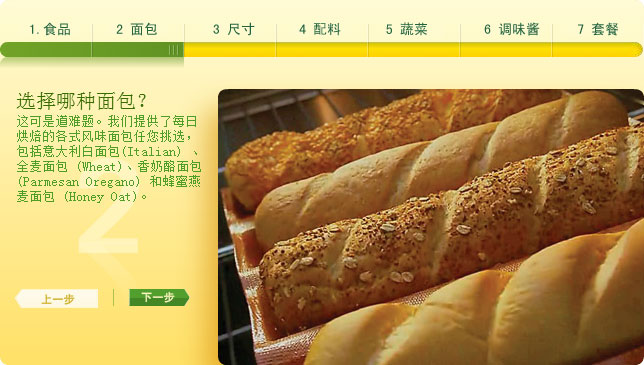 1.食品 2 面包 3 尺寸 4 配料 5 蔬菜 6 调味酱 7 套餐
选择哪种面包?
这可是道难题。我们提供了每日
烘焙的各式风味面包任您挑选，
包括意大利白面包(Italian) 、
全麦面包 (Wheat)、香奶酪面包
(Parmesan Oregano) 和蜂蜜燕
麦面包 (Honey Oat)。
2
上一步 下一步